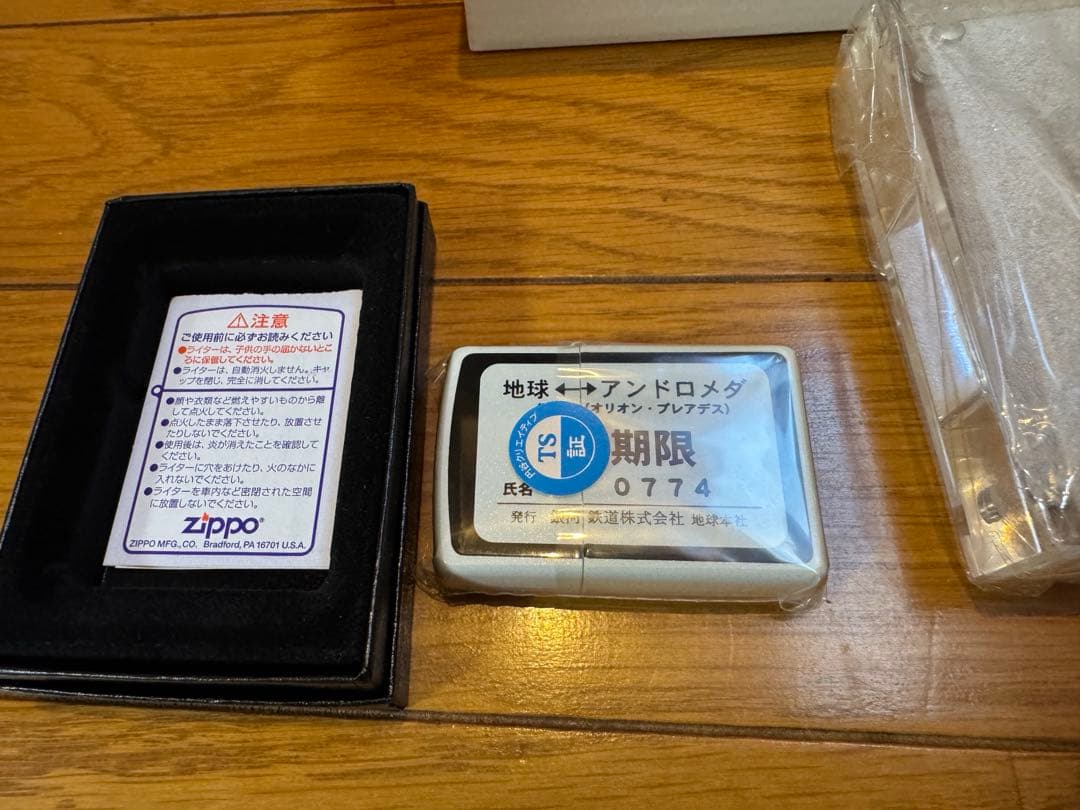 ⚠注意
ご使用前に必ずお読みください
●ライターは、子供の手の届かないとこ
ろに保管してください。
●ライターは、自動消火しません。キャ
ップを閉じ、完全に消してください。
●顔や衣類など燃えやすいものから離
して点火してください。
●点火したまま落下させたり、放置させ
たりしないでください。
●使用後は、炎が消えたことを確認して
ください。
●ライターに穴をあけたり、火のなかに
入れないでください。
●ライターを車内など密閉された空間
に放置しないでください。
Zippo®
ZIPPO MFG., CO. Bradford, PA 16701 U.S.A.
地球⟷アンドロメダ
(オリオン・プレアデス)
TS 証
期限
氏名 0774
発行 銀河鉄道株式会社 地球本社